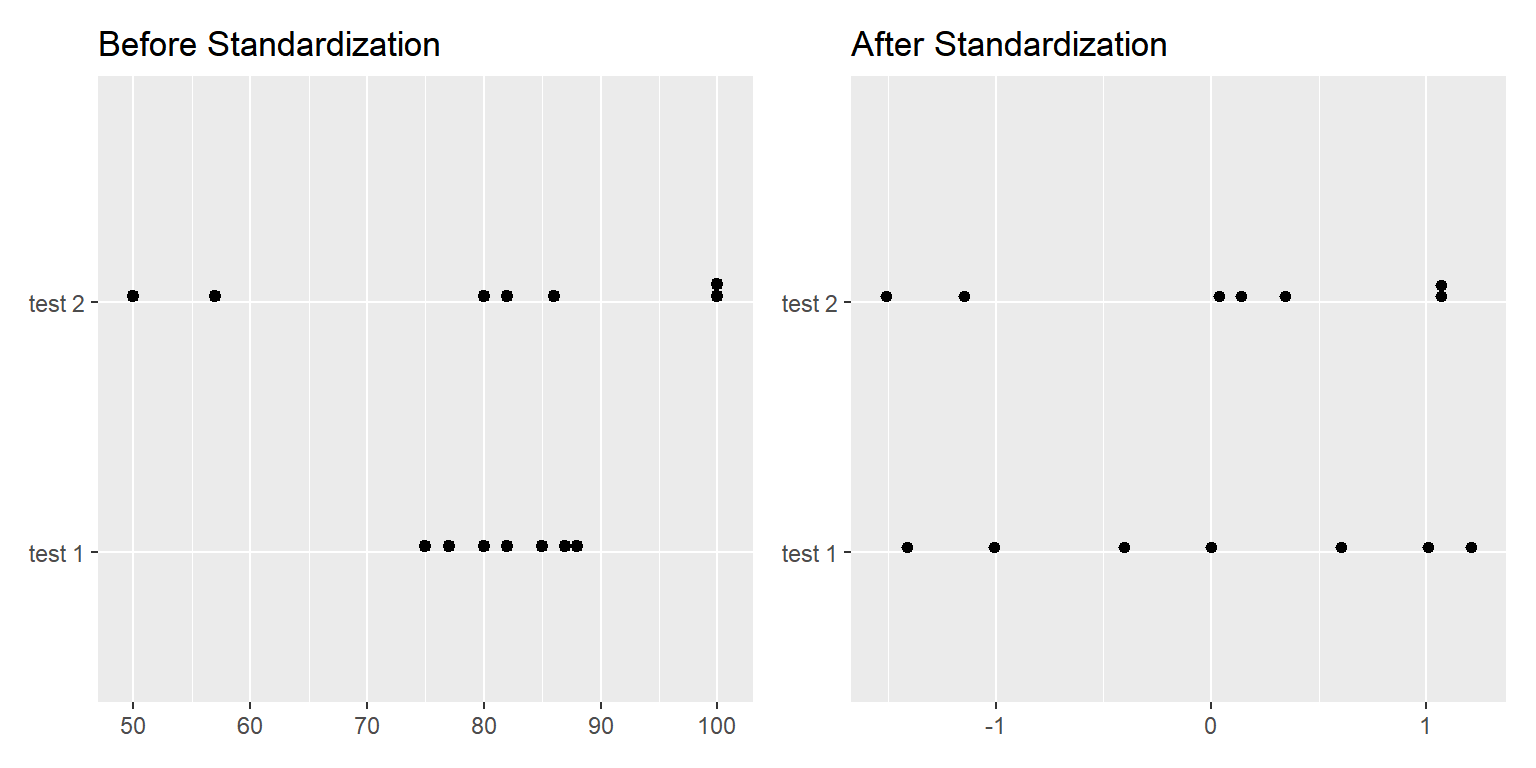 Before Standardization
test 2
test 1
50 60 70 80 90 100
After Standardization
test 2
test 1
-1 0 1